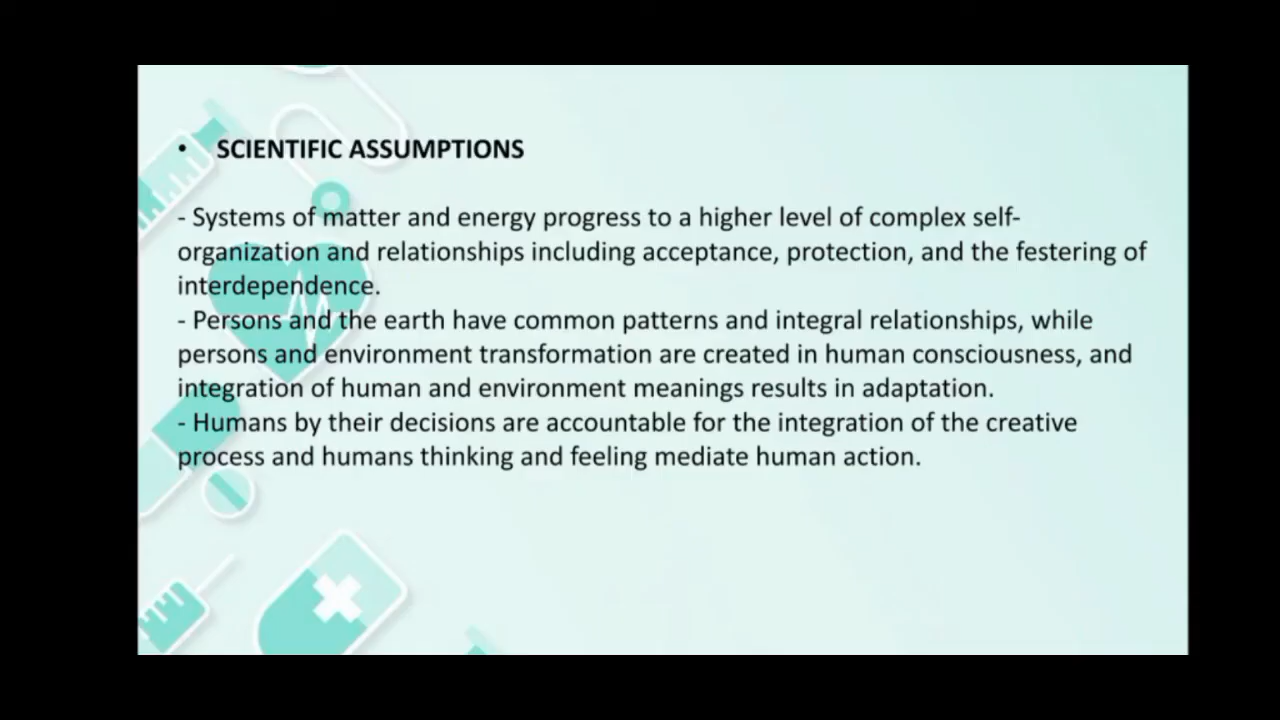 • SCIENTIFIC ASSUMPTIONS
- Systems of matter and energy progress to a higher level of complex self-
organization and relationships including acceptance, protection, and the festering of
interdependence.
- Persons and the earth have common patterns and integral relationships, while
persons and environment transformation are created in human consciousness, and
integration of human and environment meanings results in adaptation.
- Humans by their decisions are accountable for the integration of the creative
process and humans thinking and feeling mediate human action.